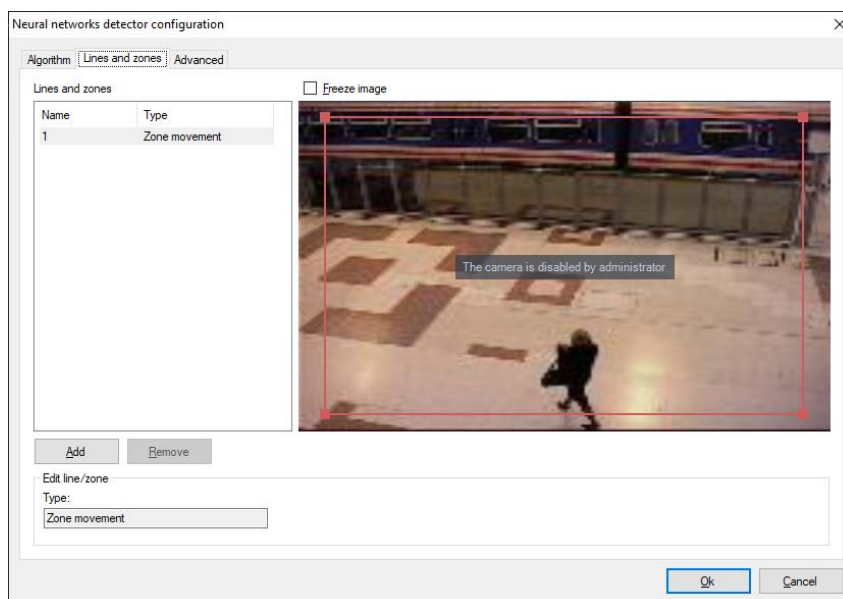 Neural networks detector configuration
Algorithm Lines and zones Advanced
Lines and zones
Freeze image
Name Type
1 Zone movement
The camera is disabled by administrator
Add Remove
Edit line/zone
Type:
Zone movement
Ok Cancel